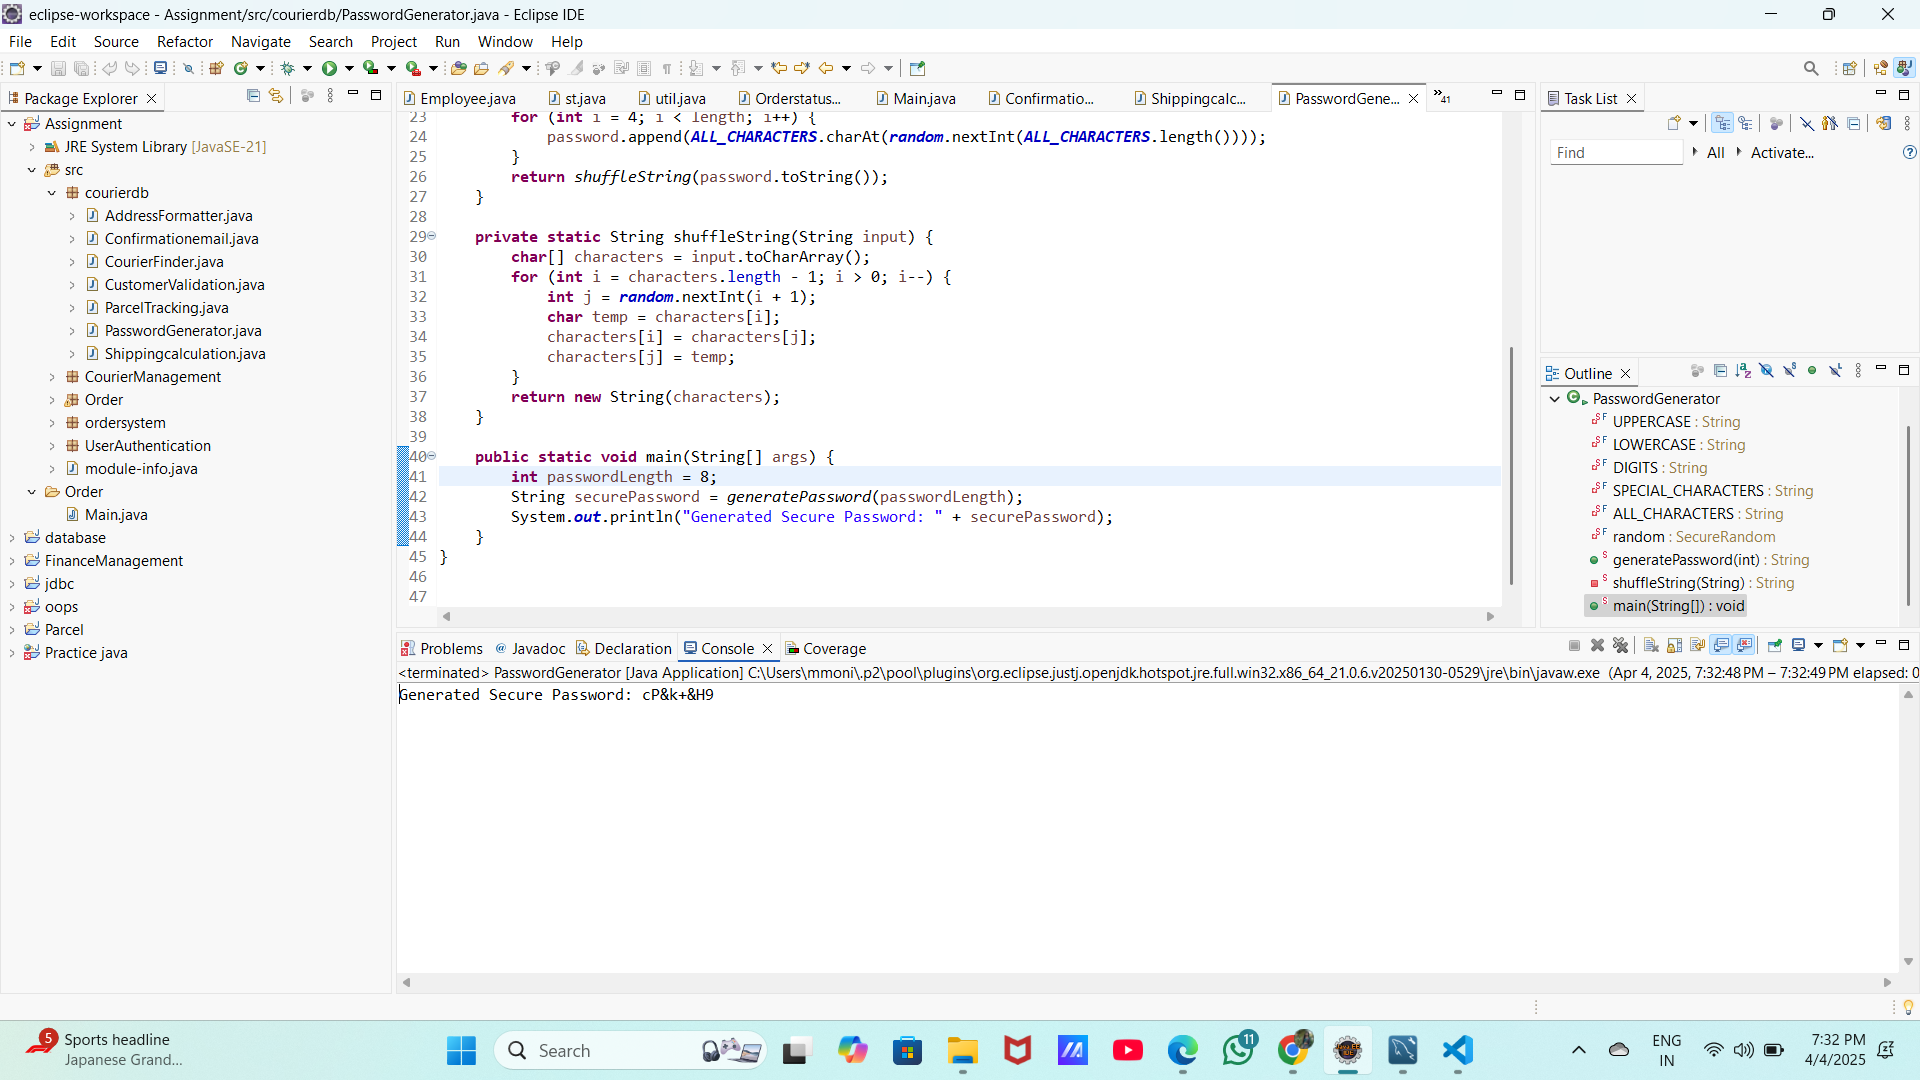 eclipse-workspace - Assignment/src/courierdb/PasswordGenerator.java - Eclipse IDE
File Edit Source Refactor Navigate Search Project Run Window Help
Package Explorer
Assignment
JRE System Library [JavaSE-21]
src
courierdb
AddressFormatter.java
Confirmationemail.java
CourierFinder.java
CustomerValidation.java
ParcelTracking.java
PasswordGenerator.java
Shippingcalculation.java
CourierManagement
Order
ordersystem
UserAuthentication
module-info.java
Order
Main.java
database
FinanceManagement
jdbc
oops
Parcel
Practice java
Employee.java st.java util.java Orderstatus... Main.java Confirmatio... Shippingcalc... PasswordGene... »41
23 for (int i = 4; i < length; i++) {
24 password.append(ALL_CHARACTERS.charAt(random.nextInt(ALL_CHARACTERS.length())));
25 }
26 return shuffleString(password.toString());
27 }
28
29 private static String shuffleString(String input) {
30 char[] characters = input.toCharArray();
31 for (int i = characters.length - 1; i > 0; i--) {
32 int j = random.nextInt(i + 1);
33 char temp = characters[i];
34 characters[i] = characters[j];
35 characters[j] = temp;
36 }
37 return new String(characters);
38 }
39
40 public static void main(String[] args) {
41 int passwordLength = 8;
42 String securePassword = generatePassword(passwordLength);
43 System.out.println("Generated Secure Password: " + securePassword);
44 }
45 }
46
47
Task List
Find All Activate...
Outline
PasswordGenerator
UPPERCASE : String
LOWERCASE : String
DIGITS : String
SPECIAL_CHARACTERS : String
ALL_CHARACTERS : String
random : SecureRandom
generatePassword(int) : String
shuffleString(String) : String
main(String[]) : void
Problems Javadoc Declaration Console Coverage
<terminated> PasswordGenerator [Java Application] C:\Users\mmoni\.p2\pool\plugins\org.eclipse.justj.openjdk.hotspot.jre.full.win32.x86_64_21.0.6.v20250130-0529\jre\bin\javaw.exe (Apr 4, 2025, 7:32:48 PM – 7:32:49 PM elapsed: 0
Generated Secure Password: cP&k+&H9
5
Sports headline
Japanese Grand...
Search
11
ENG
IN
7:32 PM
4/4/2025